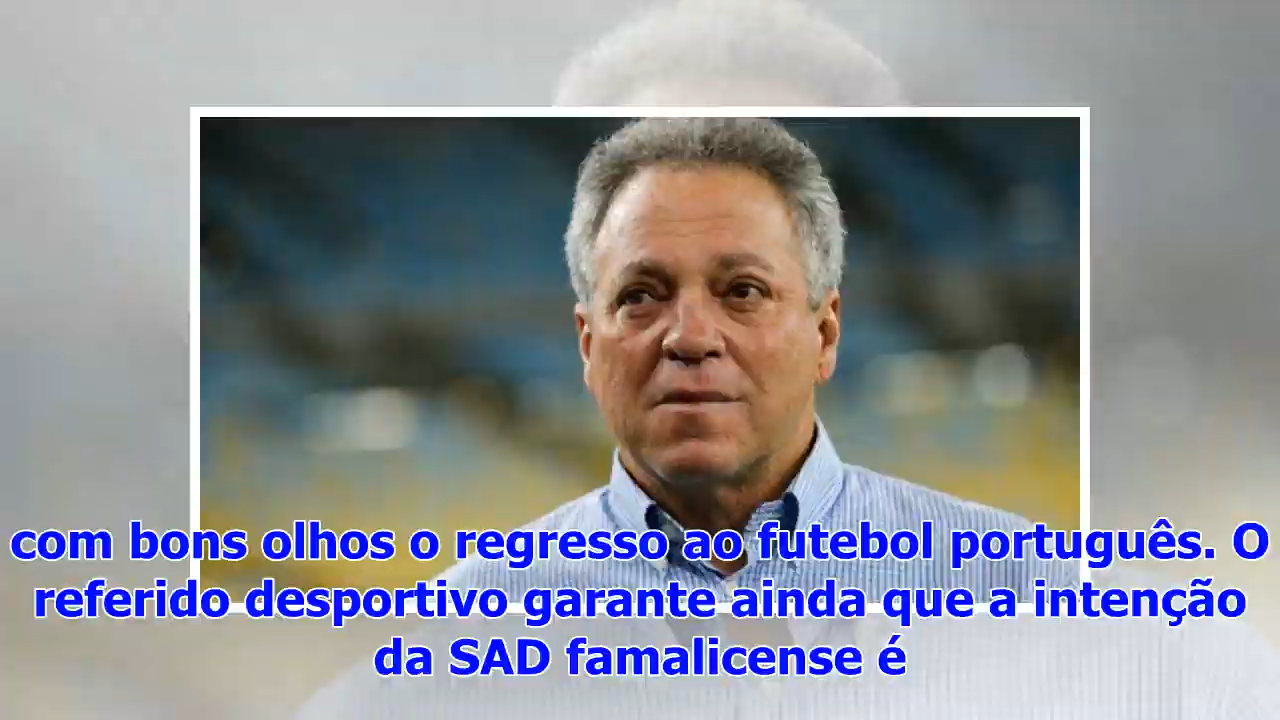 com bons olhos o regresso ao futebol português. O
referido desportivo garante ainda que a intenção
da SAD famalicense é